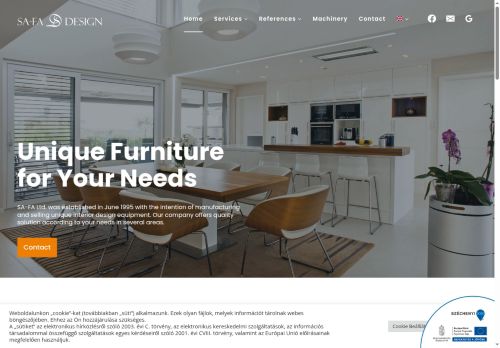 SA-FA DESIGN
Home Services References Machinery Contact
Unique Furniture
for Your Needs
SA-FA Ltd. was established in June 1995 with the intention of manufacturing
and selling unique interior design equipment. Our company offers quality
solution according to your needs in several areas.
Contact
Weboldalunkon „cookie"-kat (továbbiakban „süti") alkalmazunk. Ezek olyan fájlok, melyek információt tárolnak webes
böngészőjében. Ehhez az Ön hozzájárulása szükséges.
A „sütiket" az elektronikus hírközlésről szóló 2003. évi C. törvény, az elektronikus kereskedelmi szolgáltatások, az információs
társadalommal összefüggő szolgáltatások egyes kérdéseiről szóló 2001. évi CVIII. törvény, valamint az Európai Unió előírásainak
megfelelően használjuk.
Cookie Beállítás
SZÉCHENYI